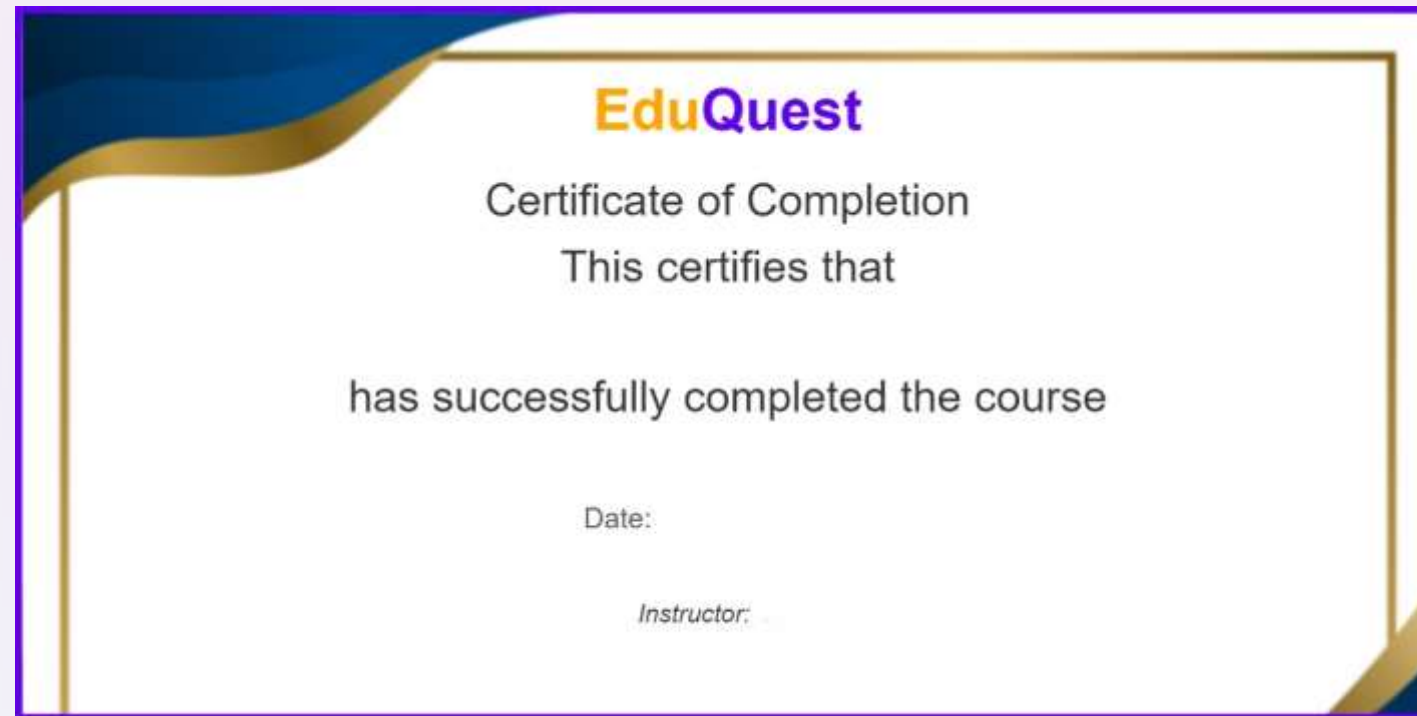 EduQuest
Certificate of Completion
This certifies that
has successfully completed the course
Date:
Instructor: